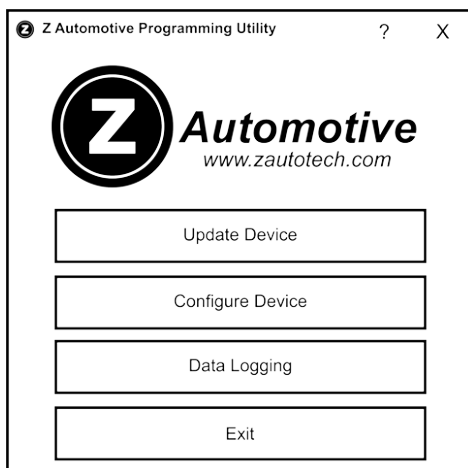 Z Z Automotive Programming Utility ? X
Z Automotive
www.zautotech.com
Update Device
Configure Device
Data Logging
Exit